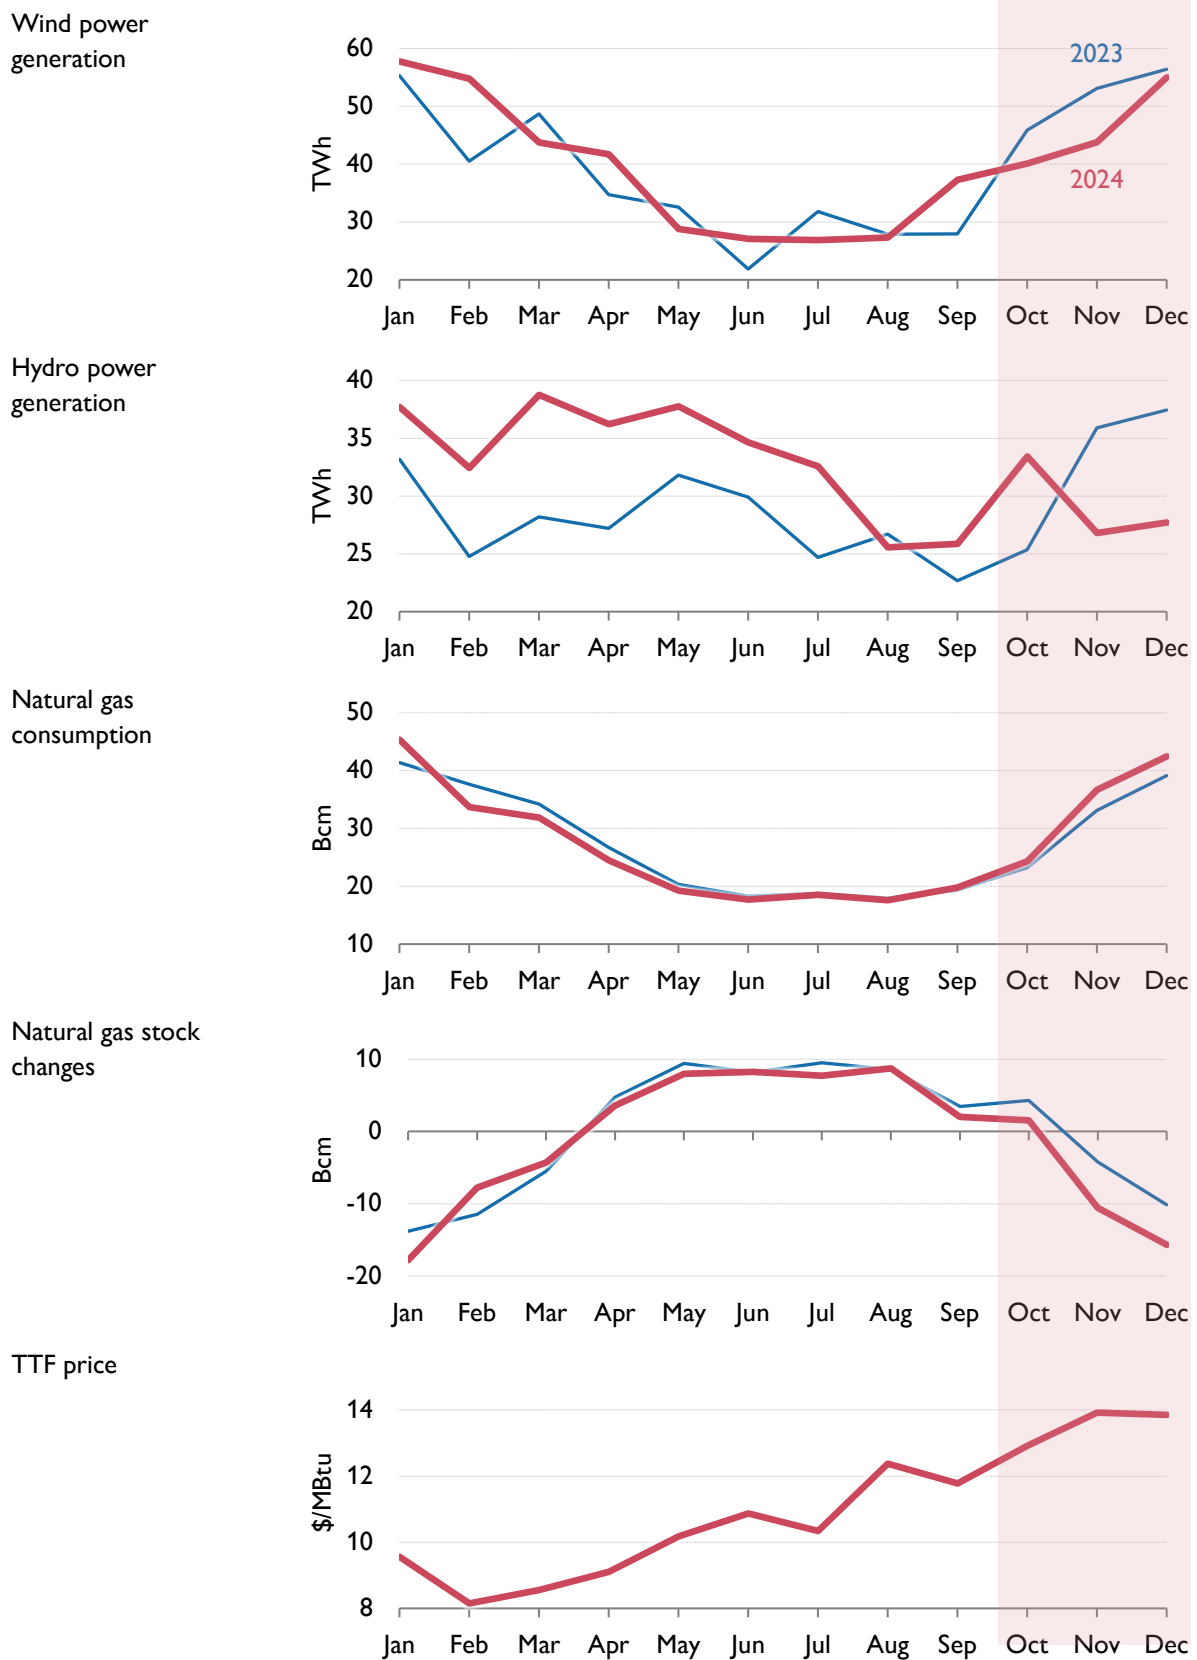 Wind power
generation
60
50
40
30
20
TWh
2023
2024
Jan Feb Mar Apr May Jun Jul Aug Sep Oct Nov Dec
Hydro power
generation
40
35
30
25
20
TWh
Jan Feb Mar Apr May Jun Jul Aug Sep Oct Nov Dec
Natural gas
consumption
50
40
30
20
10
Bcm
Jan Feb Mar Apr May Jun Jul Aug Sep Oct Nov Dec
Natural gas stock
changes
10
0
-10
-20
Bcm
Jan Feb Mar Apr May Jun Jul Aug Sep Oct Nov Dec
TTF price
14
12
10
8
$/MBtu
Jan Feb Mar Apr May Jun Jul Aug Sep Oct Nov Dec